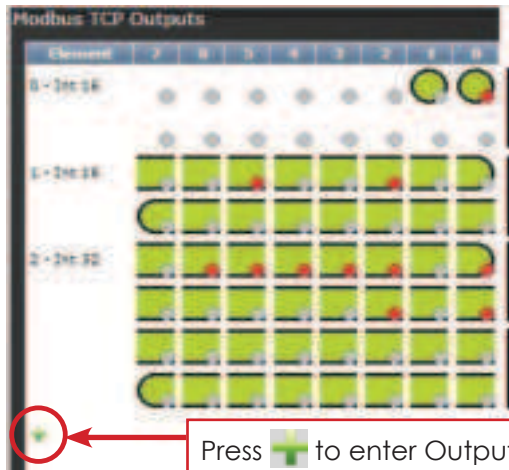 Modbus TCP Outputs
Element 7 6 5 4 3 2 1 0
0 - Int 16
1 - Int 16
2 - Int 32
Press to enter Output